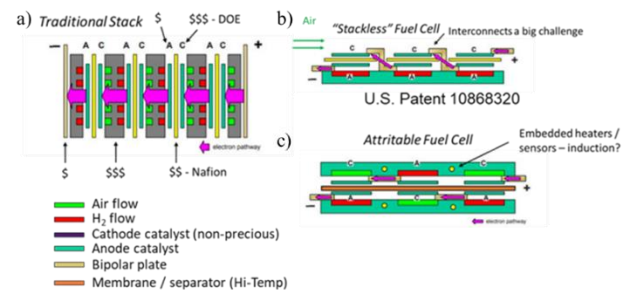 a) Traditional Stack
$ $$$ - DOE
A C A C A C A C
− +
$ $$$ $$ - Nafion
electron pathway
Air flow
H2 flow
Cathode catalyst (non-precious)
Anode catalyst
Bipolar plate
Membrane / separator (Hi-Temp)
b) "Stackless" Fuel Cell
Air
Interconnects a big challenge
C C C
− +
A A A
U.S. Patent 10868320
c) Attritable Fuel Cell
Embedded heaters /
sensors – induction?
C A C
− +
A C A
electron pathway